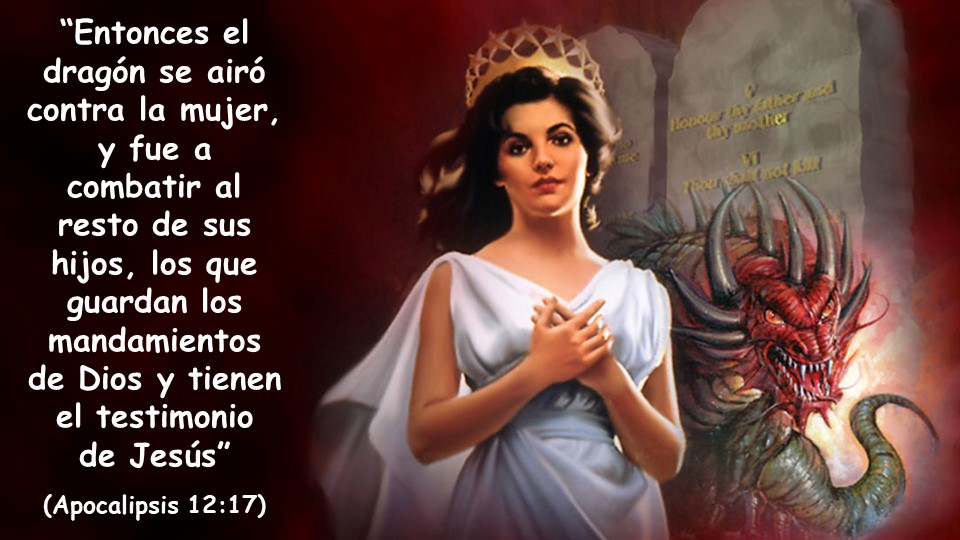 “Entonces el
dragón se airó
contra la mujer,
y fue a
combatir al
resto de sus
hijos, los que
guardan los
mandamientos
de Dios y tienen
el testimonio
de Jesús”
(Apocalipsis 12:17)
V
Honour thy father and
thy mother
VI
Thou shalt not kill
me